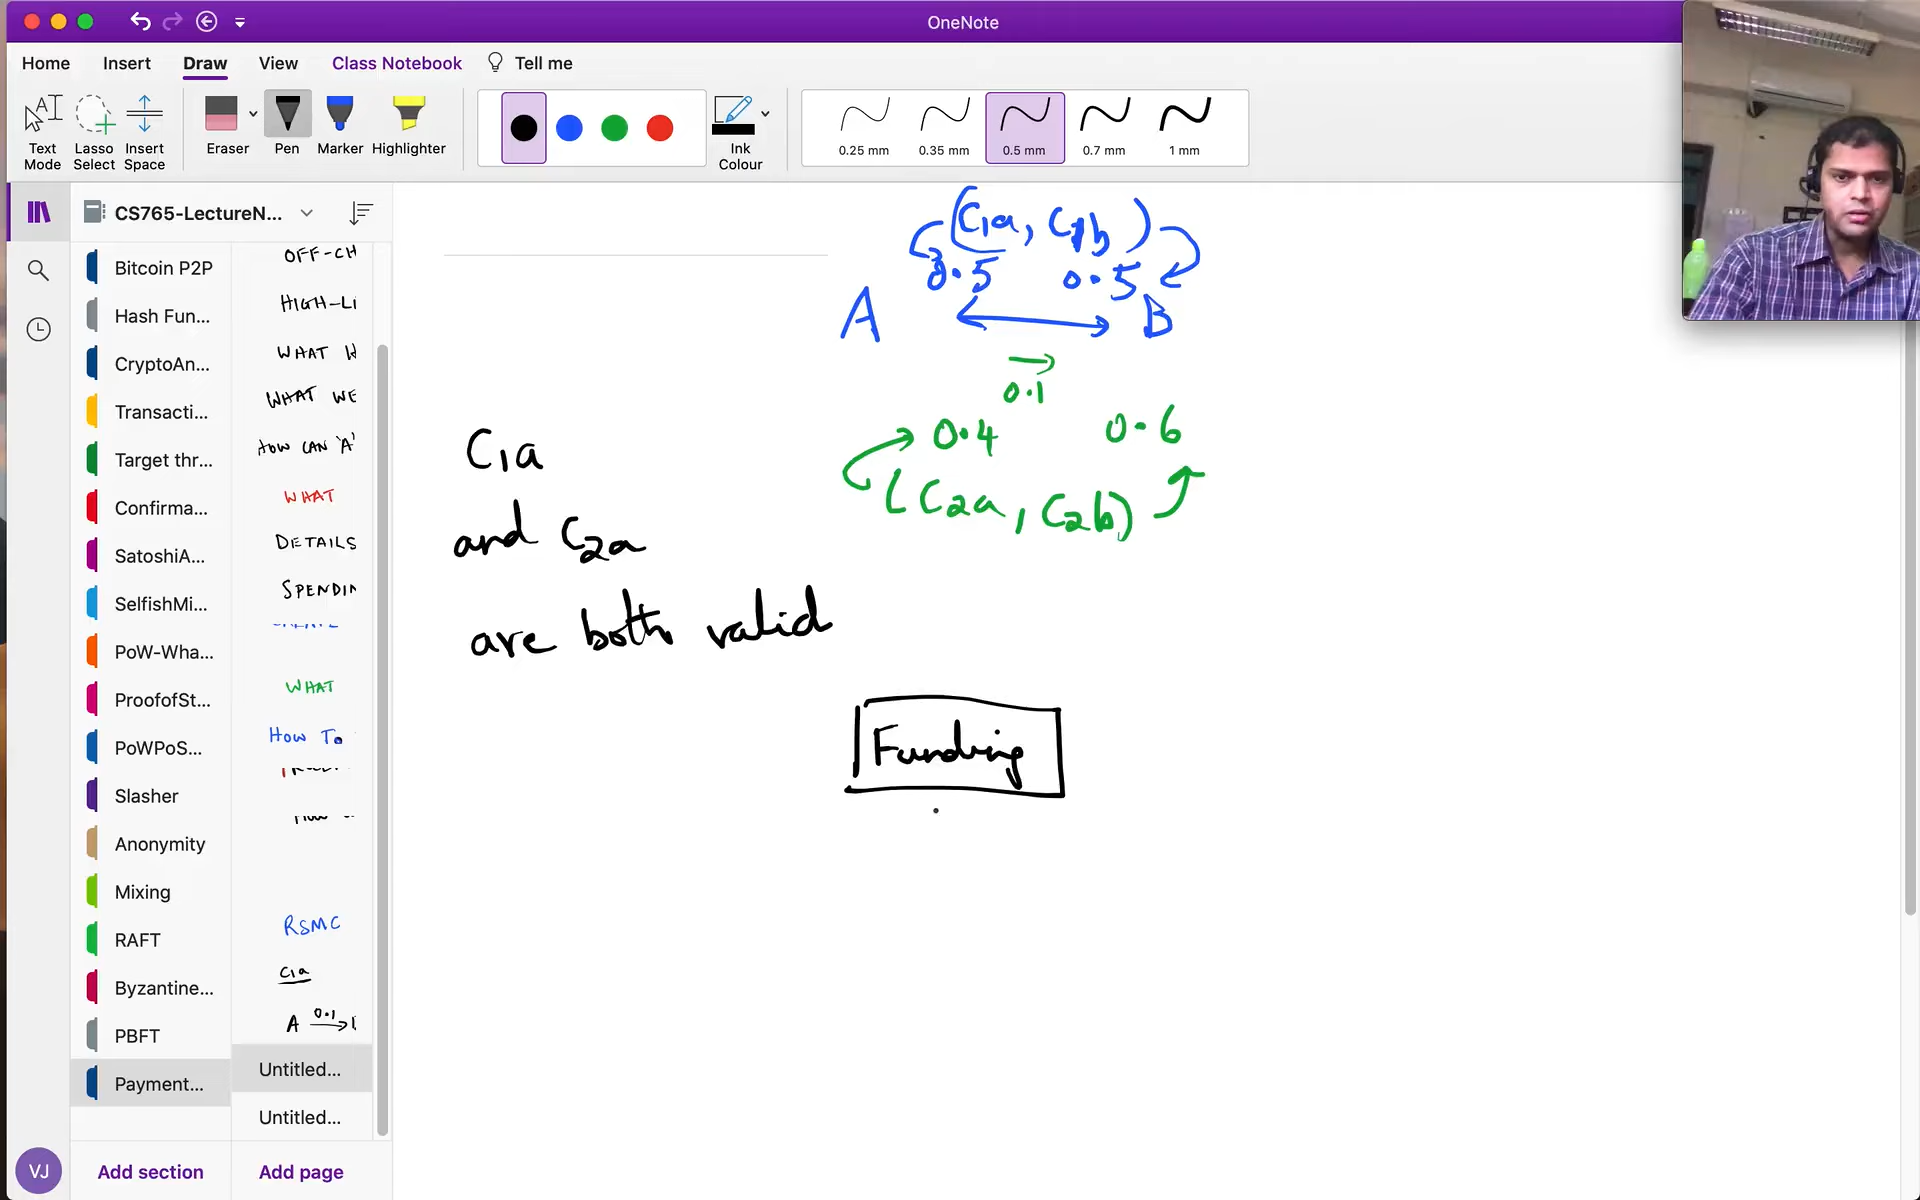 OneNote
Home Insert Draw View Class Notebook Tell me
Text Mode
Lasso Select
Insert Space
Eraser
Pen
Marker
Highlighter
Ink Colour
0.25 mm
0.35 mm
0.5 mm
0.7 mm
1 mm
CS765-LectureN...
Bitcoin P2P
Hash Fun...
CryptoAn...
Transacti...
Target thr...
Confirma...
SatoshiA...
SelfishMi...
PoW-Wha...
ProofofSt...
PoWPoS...
Slasher
Anonymity
Mixing
RAFT
Byzantine...
PBFT
Payment...
Add section
VJ
OFF-CH
HIGH-LI
WHAT H
WHAT WE
HOW CAN 'A'
WHAT
DETAILS
SPENDIN
WHAT
HOW TO
RSMC
C1a
A 0.1
Untitled...
Untitled...
Add page
(C1a, C1b)
0.5 0.5
A B
0.1
0.4 0.6
(C2a, C2b)
C1a
and C2a
are both valid
Funding